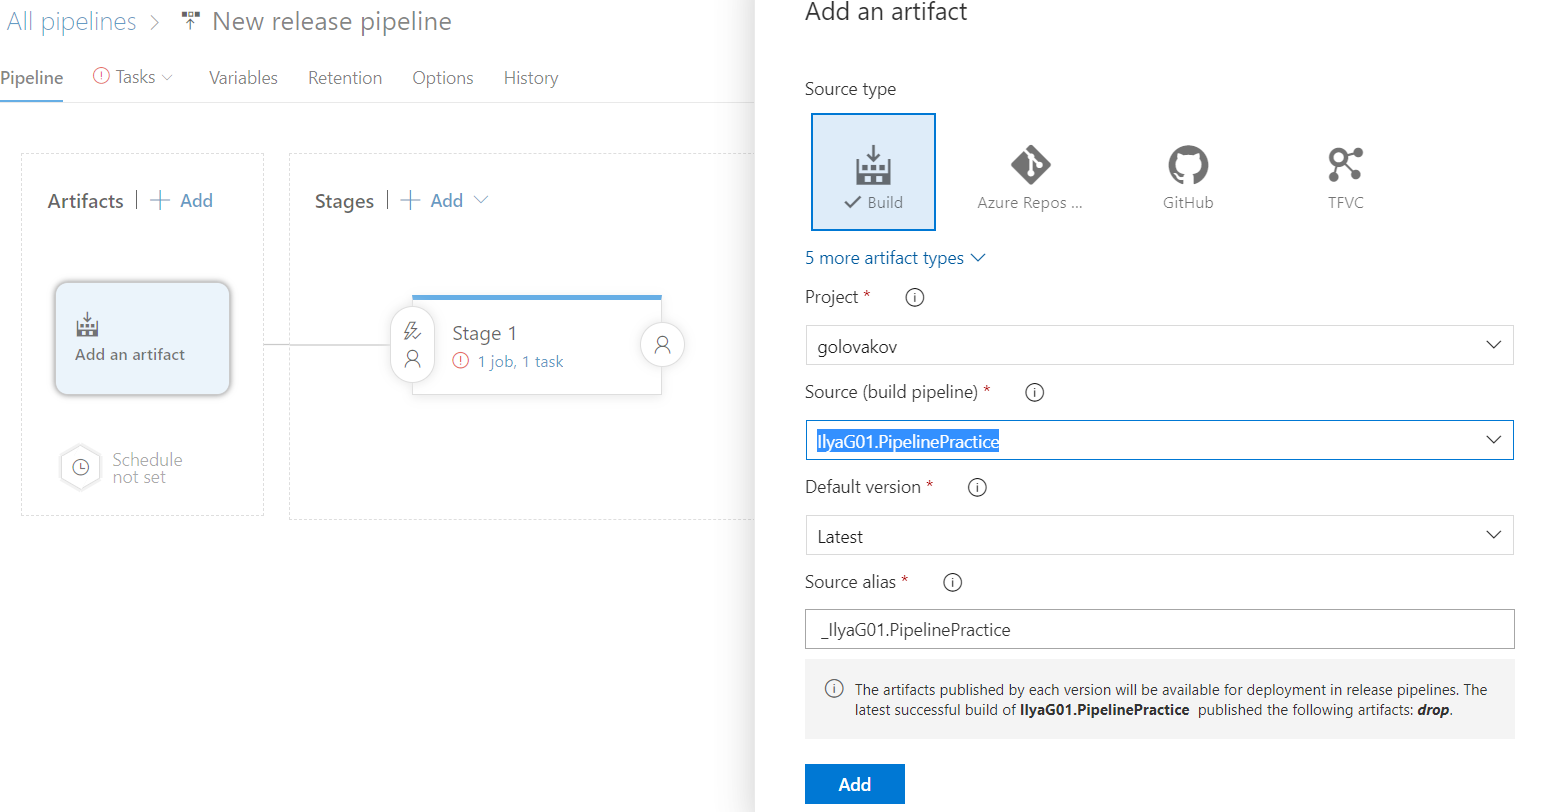 All pipelines > New release pipeline
Pipeline Tasks Variables Retention Options History
Artifacts | + Add
Stages | + Add
Add an artifact
Schedule
not set
Stage 1
1 job, 1 task
Add an artifact
Source type
Build
Azure Repos ...
GitHub
TFVC
5 more artifact types
Project *
golovakov
Source (build pipeline) *
IlyaG01.PipelinePractice
Default version *
Latest
Source alias *
_IlyaG01.PipelinePractice
The artifacts published by each version will be available for deployment in release pipelines. The
latest successful build of IlyaG01.PipelinePractice published the following artifacts: drop.
Add